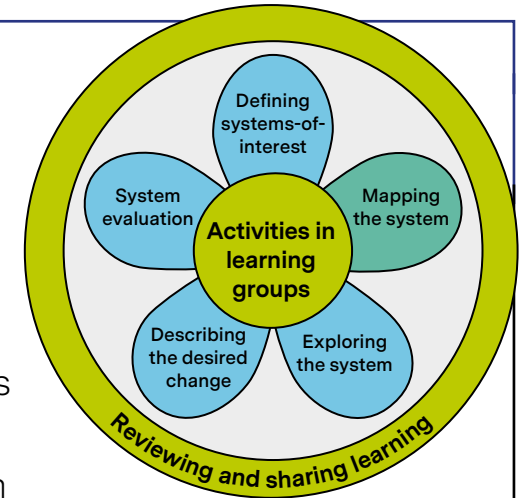 Defining
systems-of-
interest
Mapping
the system
Exploring
the system
Describing
the desired
change
System
evaluation
Activities in
learning
groups
Reviewing and sharing learning
s